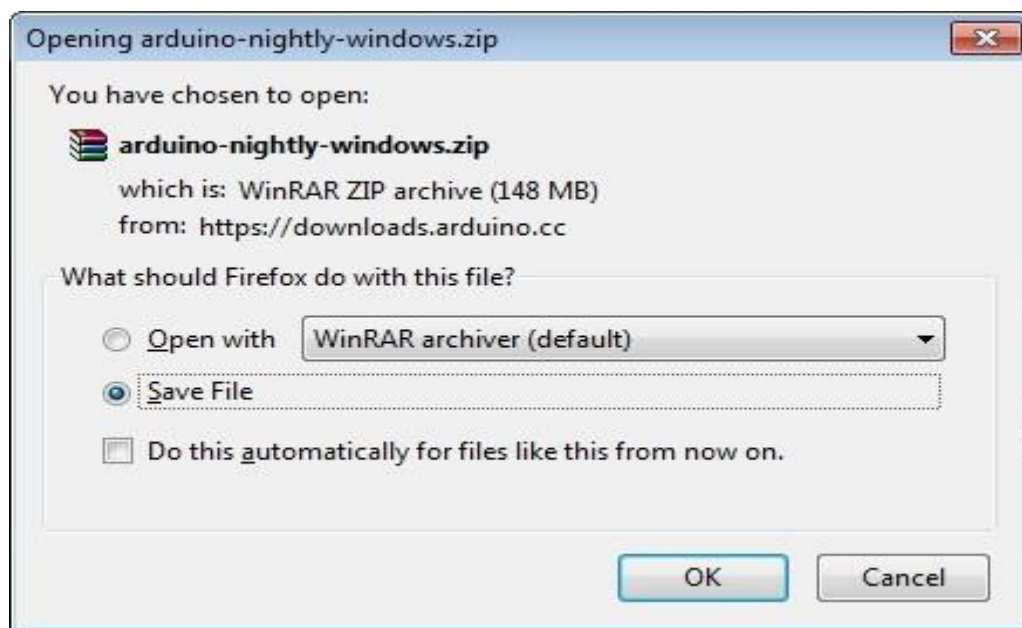 Opening arduino-nightly-windows.zip
You have chosen to open:
arduino-nightly-windows.zip
which is: WinRAR ZIP archive (148 MB)
from: https://downloads.arduino.cc
What should Firefox do with this file?
Open with WinRAR archiver (default)
Save File
Do this automatically for files like this from now on.
OK Cancel